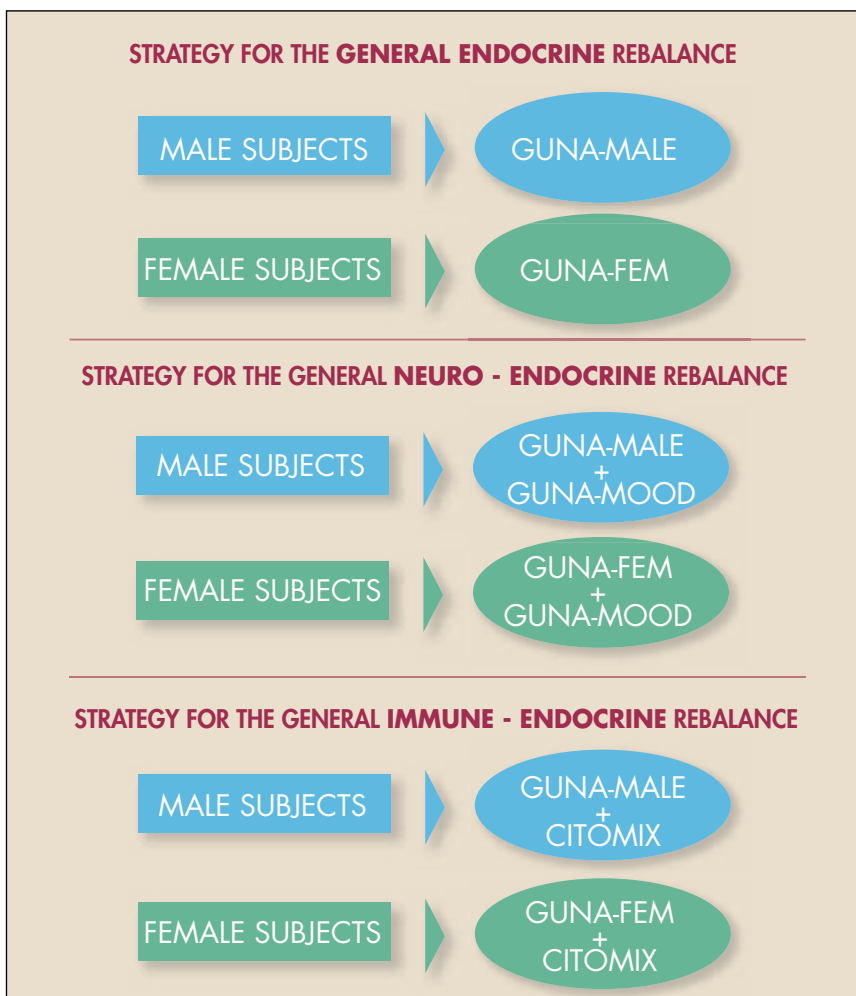 STRATEGY FOR THE GENERAL ENDOCRINE REBALANCE
MALE SUBJECTS
GUNA-MALE
FEMALE SUBJECTS
GUNA-FEM
STRATEGY FOR THE GENERAL NEURO - ENDOCRINE REBALANCE
MALE SUBJECTS
GUNA-MALE
+
GUNA-MOOD
FEMALE SUBJECTS
GUNA-FEM
+
GUNA-MOOD
STRATEGY FOR THE GENERAL IMMUNE - ENDOCRINE REBALANCE
MALE SUBJECTS
GUNA-MALE
+
CITOMIX
FEMALE SUBJECTS
GUNA-FEM
+
CITOMIX